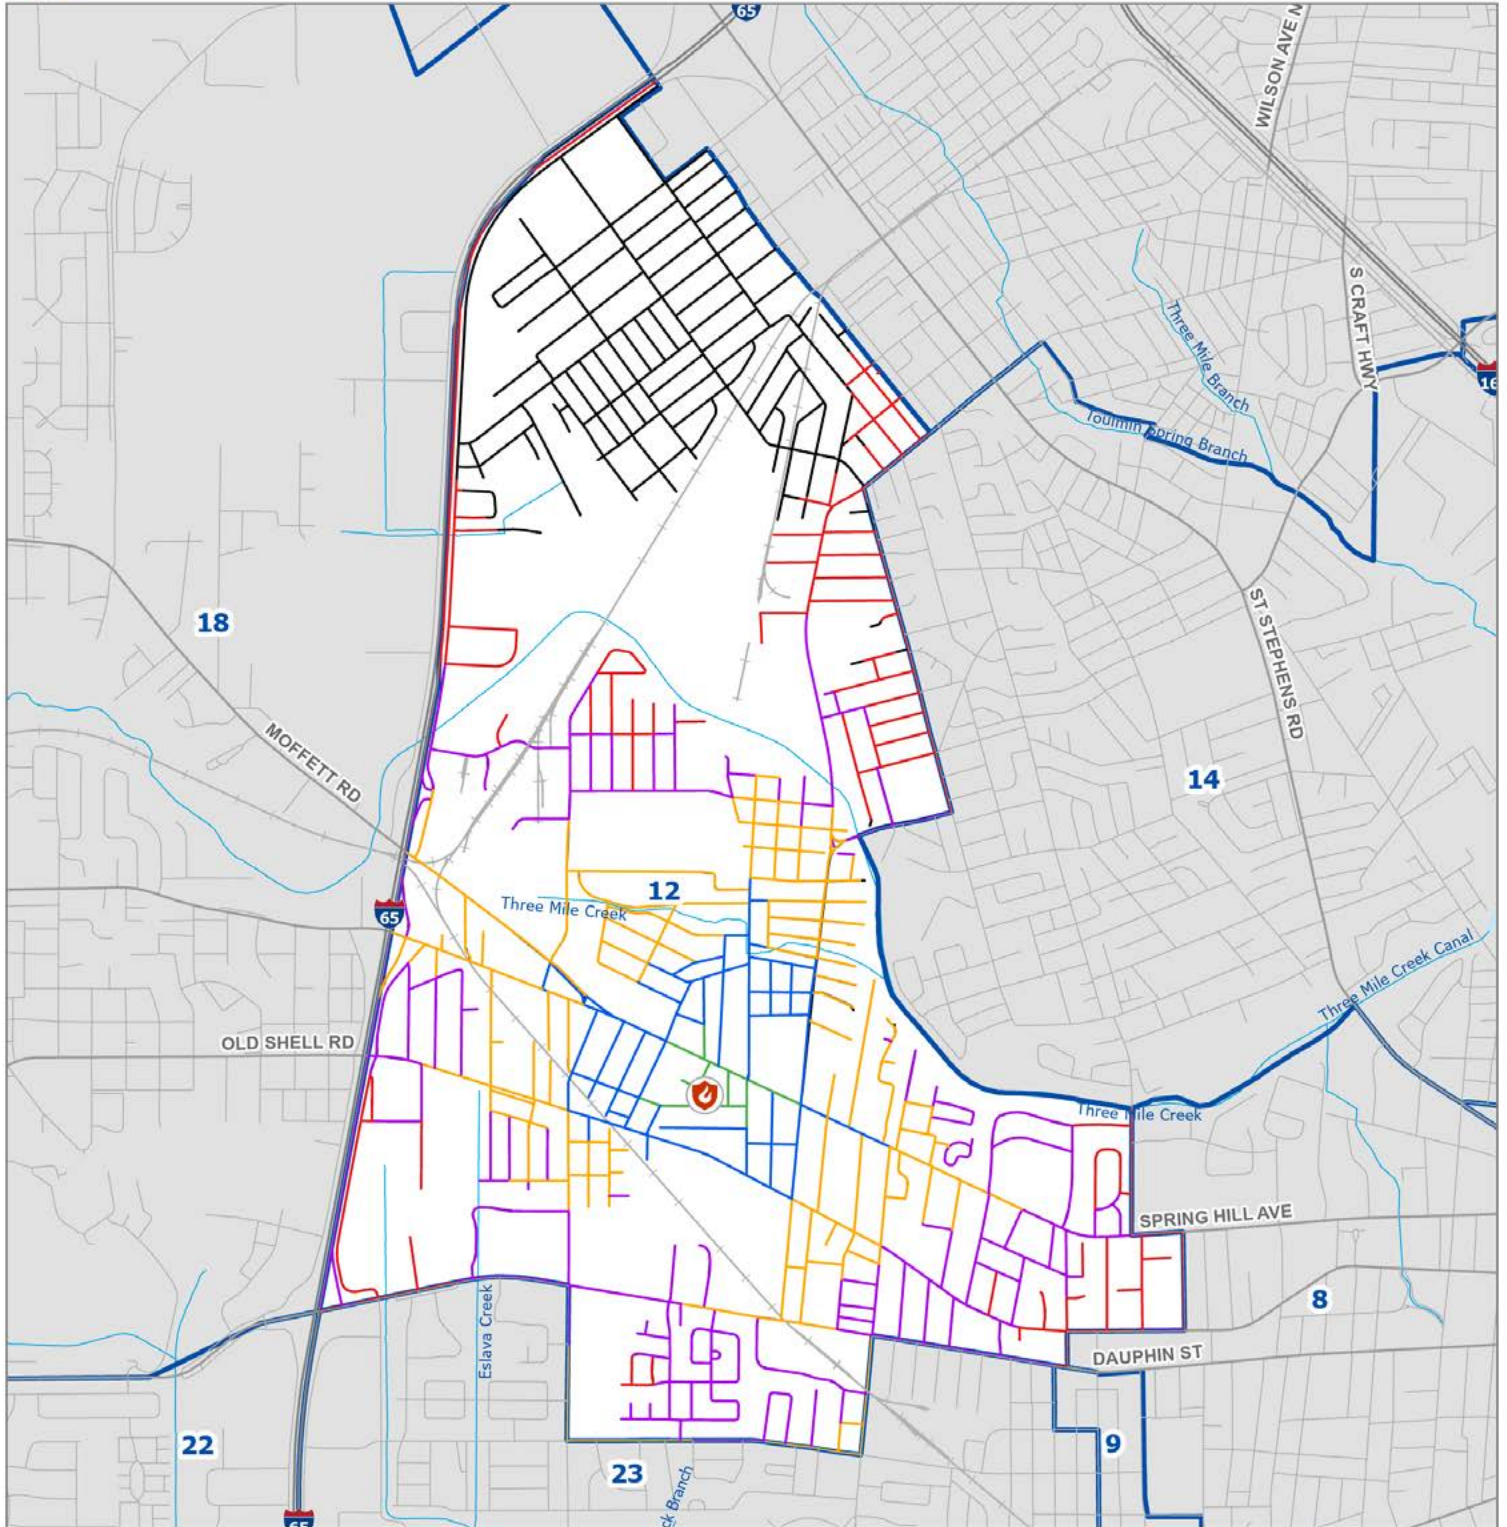 65
WILSON AVE N
S CRAFT HWY
Three Mile Branch
16
Toulmin Spring Branch
18
ST STEPHENS RD
MOFFETT RD
14
12
65
Three Mile Creek
Three Mile Creek Canal
OLD SHELL RD
Three Mile Creek
SPRING HILL AVE
8
Eslava Creek
DAUPHIN ST
22
9
23
ck Branch
65